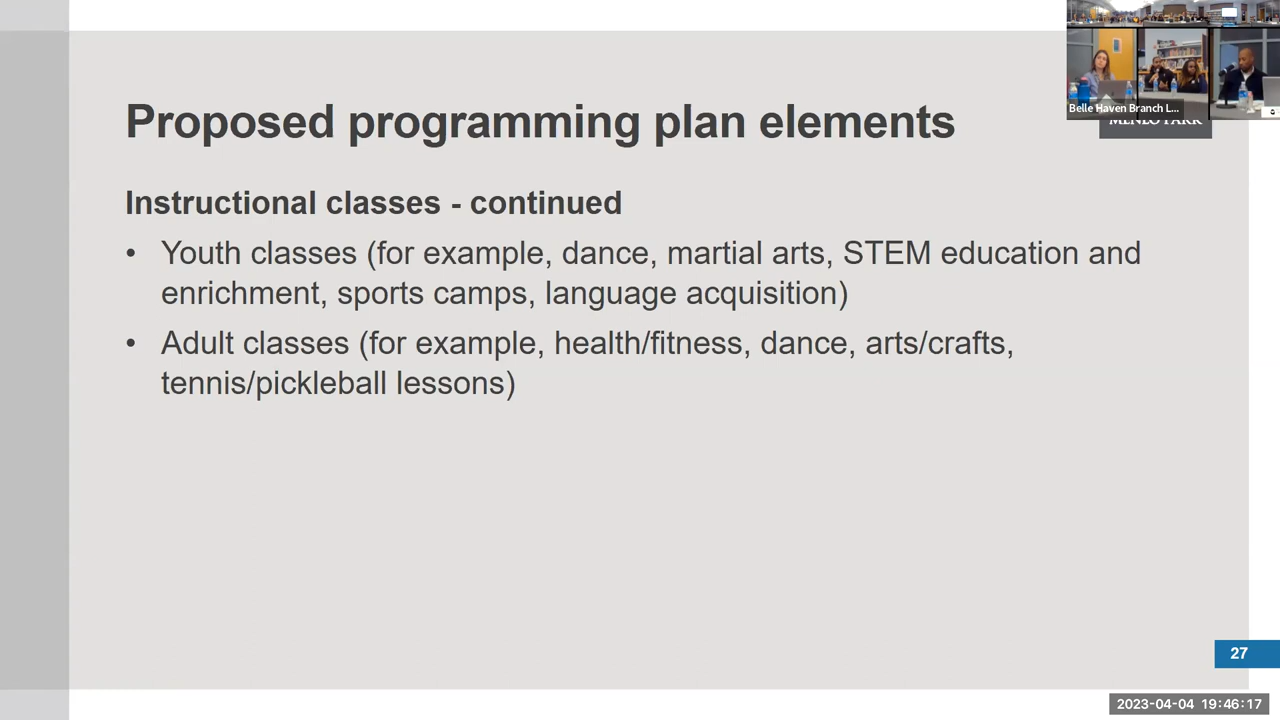 Belle Haven Branch L...
MENLO PARK
Proposed programming plan elements
Instructional classes - continued
• Youth classes (for example, dance, martial arts, STEM education and
enrichment, sports camps, language acquisition)
• Adult classes (for example, health/fitness, dance, arts/crafts,
tennis/pickleball lessons)
27
2023-04-04 19:46:17